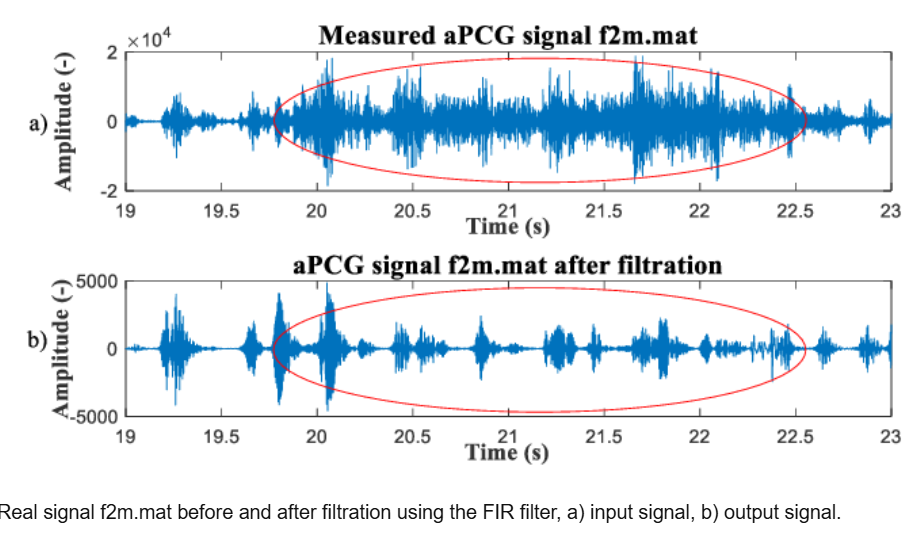 Measured aPCG signal f2m.mat
×10⁴
a)
Amplitude (-)
2
0
-2
19 19.5 20 20.5 21 21.5 22 22.5 23
Time (s)
aPCG signal f2m.mat after filtration
b)
Amplitude (-)
5000
0
-5000
19 19.5 20 20.5 21 21.5 22 22.5 23
Time (s)
Real signal f2m.mat before and after filtration using the FIR filter, a) input signal, b) output signal.